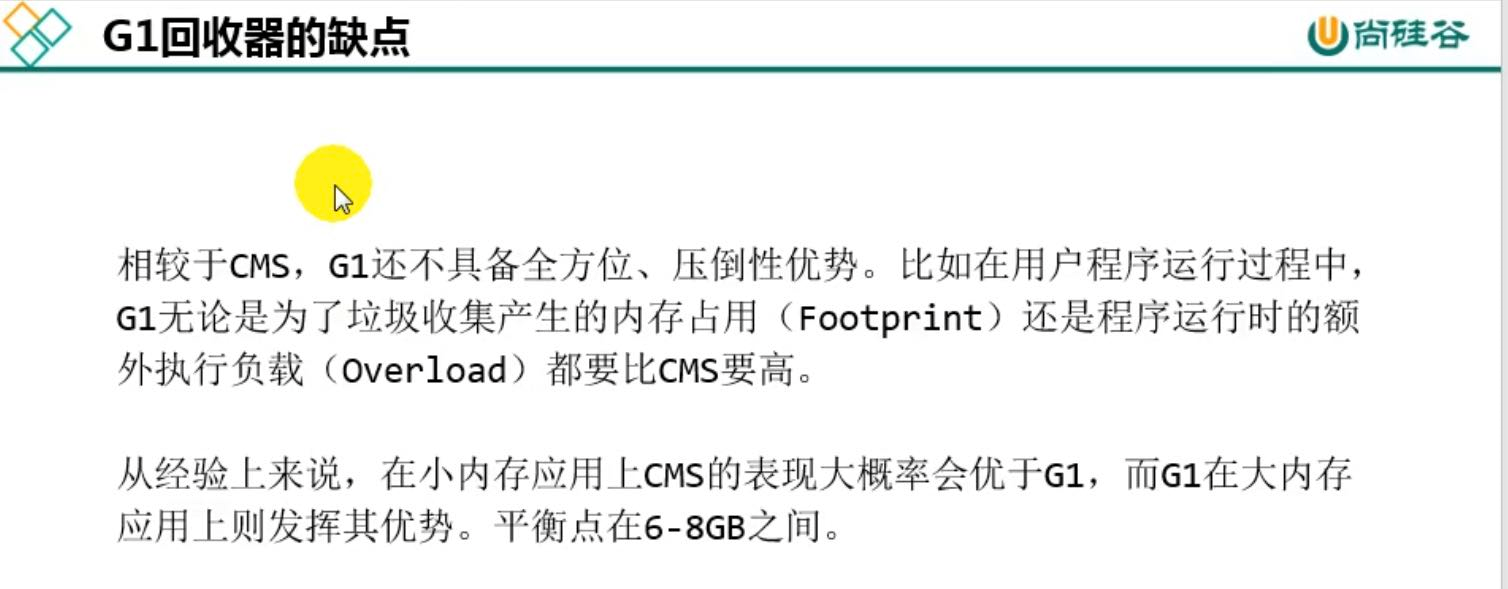 G1回收器的缺点
尚硅谷
相较于CMS，G1还不具备全方位、压倒性优势。比如在用户程序运行过程中，
G1无论是为了垃圾收集产生的内存占用（Footprint）还是程序运行时的额
外执行负载（Overload）都要比CMS要高。
从经验上来说，在小内存应用上CMS的表现大概率会优于G1，而G1在大内存
应用上则发挥其优势。平衡点在6-8GB之间。